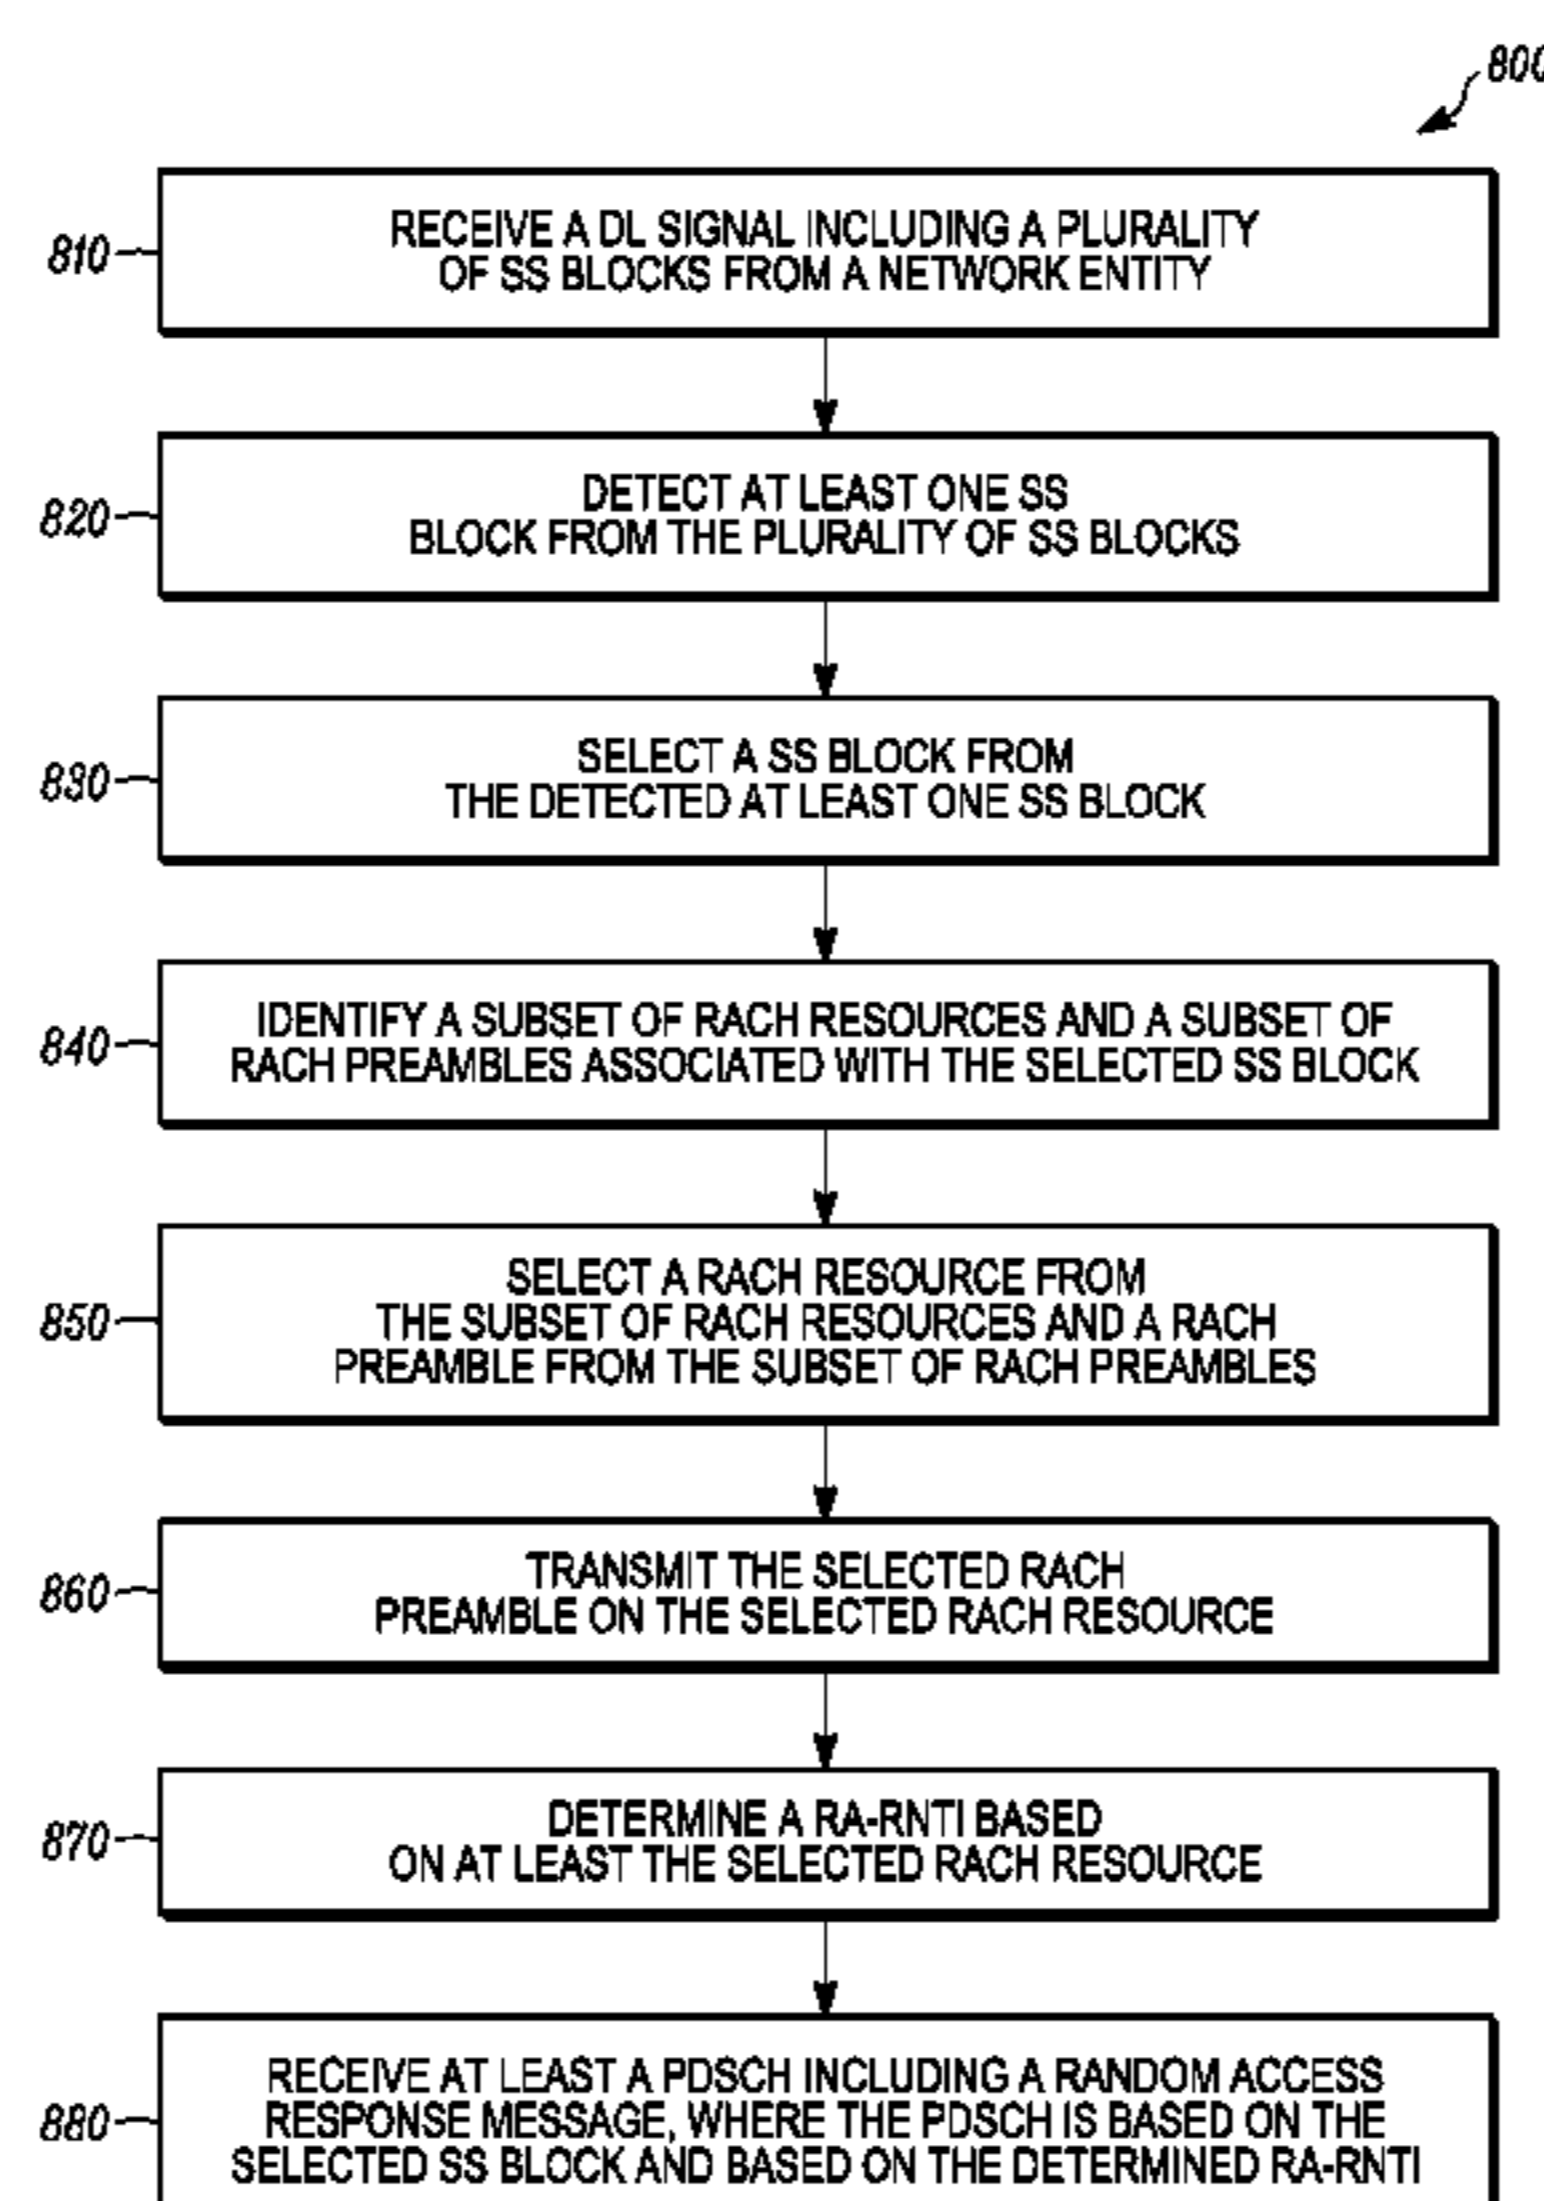 800
810
RECEIVE A DL SIGNAL INCLUDING A PLURALITY
OF SS BLOCKS FROM A NETWORK ENTITY
820
DETECT AT LEAST ONE SS
BLOCK FROM THE PLURALITY OF SS BLOCKS
830
SELECT A SS BLOCK FROM
THE DETECTED AT LEAST ONE SS BLOCK
840
IDENTIFY A SUBSET OF RACH RESOURCES AND A SUBSET OF
RACH PREAMBLES ASSOCIATED WITH THE SELECTED SS BLOCK
850
SELECT A RACH RESOURCE FROM
THE SUBSET OF RACH RESOURCES AND A RACH
PREAMBLE FROM THE SUBSET OF RACH PREAMBLES
860
TRANSMIT THE SELECTED RACH
PREAMBLE ON THE SELECTED RACH RESOURCE
870
DETERMINE A RA-RNTI BASED
ON AT LEAST THE SELECTED RACH RESOURCE
880
RECEIVE AT LEAST A PDSCH INCLUDING A RANDOM ACCESS
RESPONSE MESSAGE, WHERE THE PDSCH IS BASED ON THE
SELECTED SS BLOCK AND BASED ON THE DETERMINED RA-RNTI